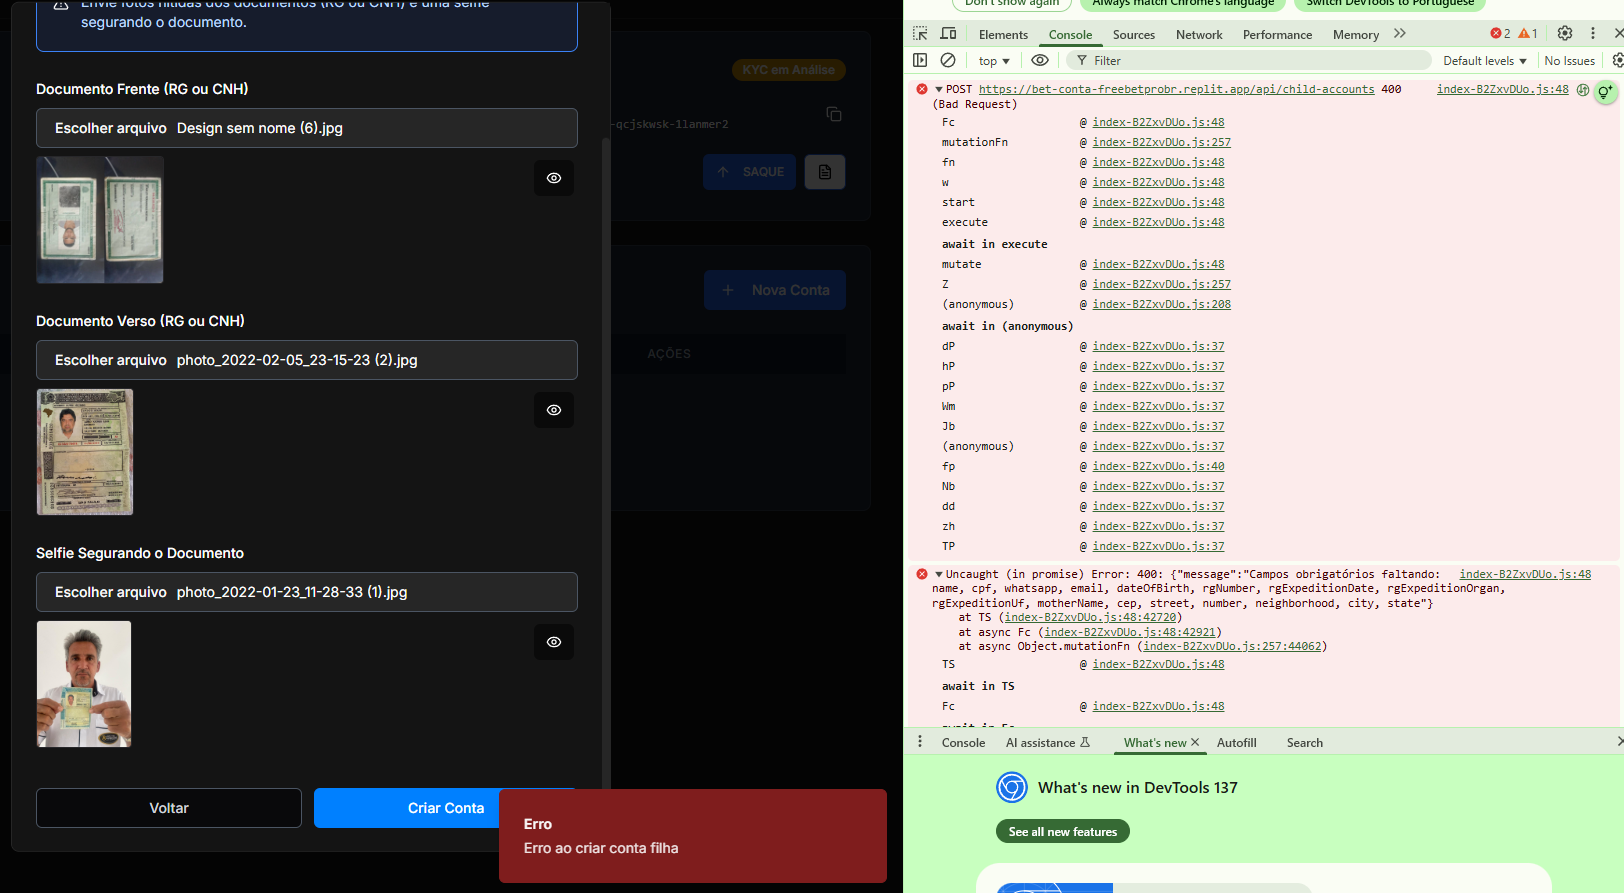 Envie fotos nítidas dos documentos (RG ou CNH) e uma selfie
segurando o documento.
Documento Frente (RG ou CNH)
Escolher arquivo Design sem nome (6).jpg
Documento Verso (RG ou CNH)
Escolher arquivo photo_2022-02-05_23-15-23 (2).jpg
Selfie Segurando o Documento
Escolher arquivo photo_2022-01-23_11-28-33 (1).jpg
Voltar
Criar Conta
KYC em Análise
-qcjskwsk-1lanmer2
SAQUE
+ Nova Conta
AÇÕES
Erro
Erro ao criar conta filha
Don't show again
Always match Chrome's language
Switch DevTools to Portuguese
Elements Console Sources Network Performance Memory
2 1
top
Filter
Default levels
No Issues
POST https://bet-conta-freebetprobr.replit.app/api/child-accounts 400 index-B2ZxvDUo.js:48
(Bad Request)
Fc @ index-B2ZxvDUo.js:48
mutationFn @ index-B2ZxvDUo.js:257
fn @ index-B2ZxvDUo.js:48
w @ index-B2ZxvDUo.js:48
start @ index-B2ZxvDUo.js:48
execute @ index-B2ZxvDUo.js:48
await in execute
mutate @ index-B2ZxvDUo.js:48
Z @ index-B2ZxvDUo.js:257
(anonymous) @ index-B2ZxvDUo.js:208
await in (anonymous)
dP @ index-B2ZxvDUo.js:37
hP @ index-B2ZxvDUo.js:37
pP @ index-B2ZxvDUo.js:37
Wm @ index-B2ZxvDUo.js:37
Jb @ index-B2ZxvDUo.js:37
(anonymous) @ index-B2ZxvDUo.js:37
fp @ index-B2ZxvDUo.js:40
Nb @ index-B2ZxvDUo.js:37
dd @ index-B2ZxvDUo.js:37
zh @ index-B2ZxvDUo.js:37
TP @ index-B2ZxvDUo.js:37
Uncaught (in promise) Error: 400: {"message":"Campos obrigatórios faltando: index-B2ZxvDUo.js:48
name, cpf, whatsapp, email, dateOfBirth, rgNumber, rgExpeditionDate, rgExpeditionOrgan,
rgExpeditionUf, motherName, cep, street, number, neighborhood, city, state"}
at TS (index-B2ZxvDUo.js:48:42720)
at async Fc (index-B2ZxvDUo.js:48:42921)
at async Object.mutationFn (index-B2ZxvDUo.js:257:44062)
TS @ index-B2ZxvDUo.js:48
await in TS
Fc @ index-B2ZxvDUo.js:48
await in Fc
Console AI assistance What's new Autofill Search
What's new in DevTools 137
See all new features